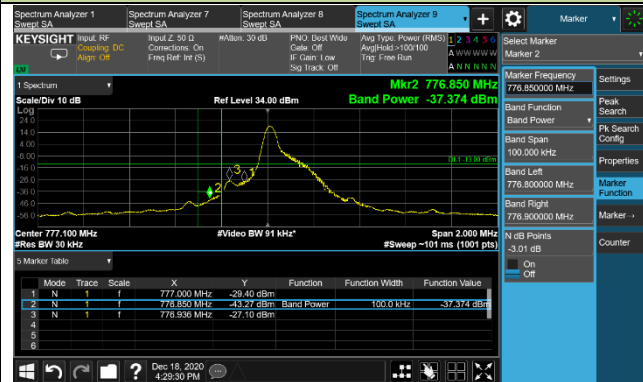 Spectrum Analyzer 1
Swept SA
Spectrum Analyzer 7
Swept SA
Spectrum Analyzer 8
Swept SA
Spectrum Analyzer 9
Swept SA
+
Marker
KEYSIGHT
Input: RF
Coupling: DC
Align: Off
Input Z: 50 Ω
Corrections: On
Freq Ref: Int (S)
#Atten: 30 dB
PNO: Best Wide
Gate: Off
IF Gain: Low
Sig Track: Off
Avg Type: Power (RMS)
Avg|Hold:>100/100
Trig: Free Run
1 2 3 4 5 6
A W W W W W
A N N N N N
LXI
Select Marker
Marker 2
1 Spectrum
Scale/Div 10 dB
Ref Level 34.00 dBm
Mkr2 776.850 MHz
Band Power -37.374 dBm
Log
24.0
14.0
4.00
-6.00
-16.0
-26.0
-36.0
-46.0
-56.0
DL1 -13.00 dBm
2
3
1
Center 777.100 MHz
#Res BW 30 kHz
#Video BW 91 kHz*
Span 2.000 MHz
#Sweep ~101 ms (1001 pts)
5 Marker Table
Mode Trace Scale X Y Function Function Width Function Value
1 N 1 f 777.000 MHz -29.40 dBm
2 N 1 f 776.850 MHz -43.27 dBm Band Power 100.0 kHz -37.374 dBm
3 N 1 f 776.936 MHz -27.10 dBm
4
5
6
Marker Frequency
776.850000 MHz
Band Function
Band Power
Band Span
100.000 kHz
Band Left
776.800000 MHz
Band Right
776.900000 MHz
N dB Points
-3.01 dB
On
Off
Settings
Peak
Search
Pk Search
Config
Properties
Marker
Function
Marker→
Counter
?
Dec 18, 2020
4:29:30 PM